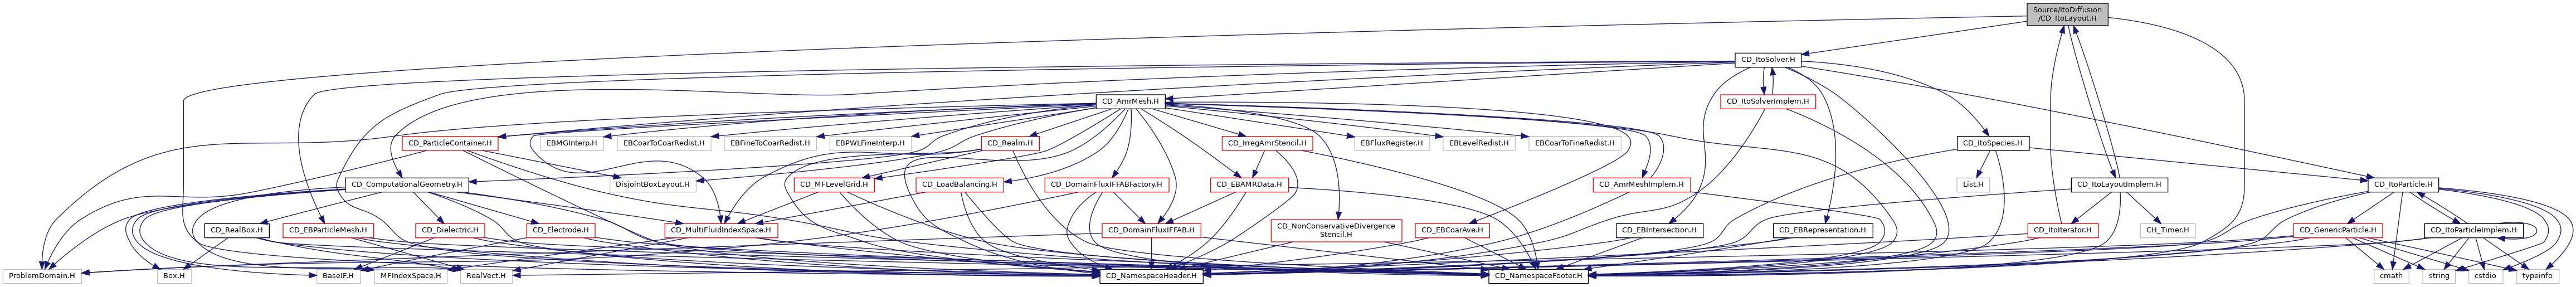 Source/ItoDiffusion
/CD_ItoLayout.H
CD_ItoSolver.H
CD_AmrMesh.H
CD_ItoSolverImplem.H
CD_ParticleContainer.H
EBMGInterp.H
EBCoarToCoarRedist.H
EBFineToCoarRedist.H
EBPWLFineInterp.H
CD_Realm.H
CD_IrregAmrStencil.H
EBFluxRegister.H
EBLevelRedist.H
EBCoarToFineRedist.H
CD_ItoSpecies.H
CD_ComputationalGeometry.H
DisjointBoxLayout.H
CD_MFLevelGrid.H
CD_LoadBalancing.H
CD_DomainFluxIFFABFactory.H
CD_EBAMRData.H
CD_AmrMeshImplem.H
List.H
CD_ItoLayoutImplem.H
CD_ItoParticle.H
CD_RealBox.H
CD_EBParticleMesh.H
CD_Dielectric.H
CD_Electrode.H
CD_MultiFluidIndexSpace.H
CD_DomainFluxIFFAB.H
CD_NonConservativeDivergence
Stencil.H
CD_EBCoarAve.H
CD_EBIntersection.H
CD_EBRepresentation.H
CD_ItoIterator.H
CH_Timer.H
CD_GenericParticle.H
CD_ItoParticleImplem.H
ProblemDomain.H
Box.H
BaseIF.H
MFIndexSpace.H
RealVect.H
CD_NamespaceHeader.H
CD_NamespaceFooter.H
cmath
string
cstdio
typeinfo